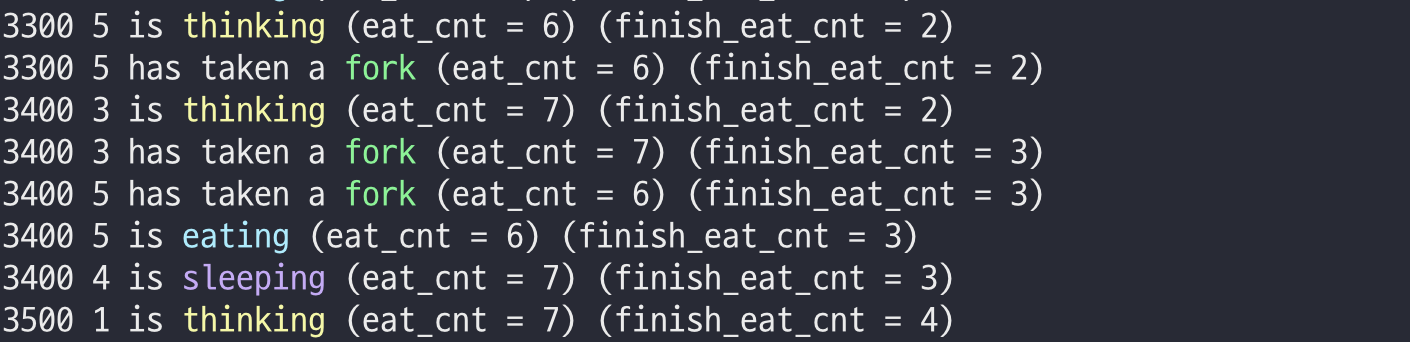 3300 5 is thinking (eat_cnt = 6) (finish_eat_cnt = 2)
3300 5 has taken a fork (eat_cnt = 6) (finish_eat_cnt = 2)
3400 3 is thinking (eat_cnt = 7) (finish_eat_cnt = 2)
3400 3 has taken a fork (eat_cnt = 7) (finish_eat_cnt = 3)
3400 5 has taken a fork (eat_cnt = 6) (finish_eat_cnt = 3)
3400 5 is eating (eat_cnt = 6) (finish_eat_cnt = 3)
3400 4 is sleeping (eat_cnt = 7) (finish_eat_cnt = 3)
3500 1 is thinking (eat_cnt = 7) (finish_eat_cnt = 4)